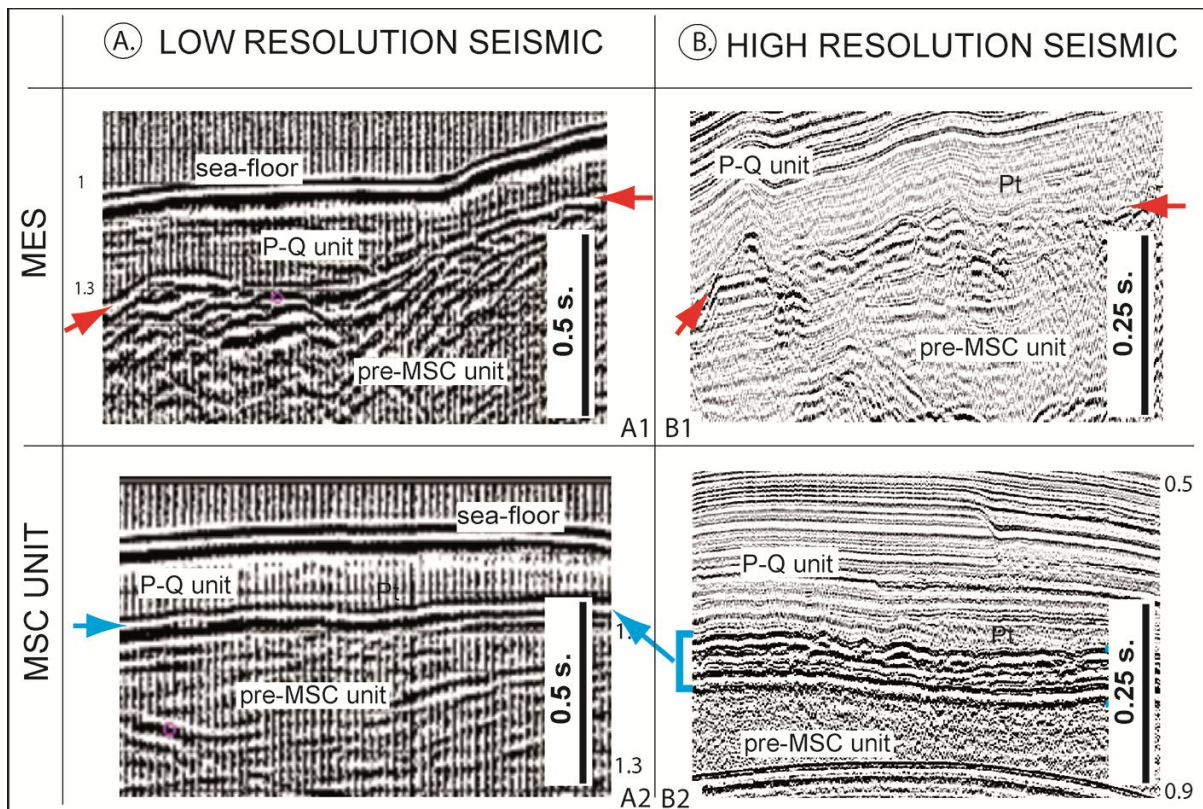 A. LOW RESOLUTION SEISMIC
B. HIGH RESOLUTION SEISMIC
MES
sea-floor
1
P-Q unit
1.3
pre-MSC unit
0.5 s.
A1
P-Q unit
Pt
pre-MSC unit
0.25 s.
B1
MSC UNIT
sea-floor
P-Q unit
Pt
1.
pre-MSC unit
0.5 s.
1.3
A2
0.5
P-Q unit
Pt
0.25 s.
pre-MSC unit
0.9
B2